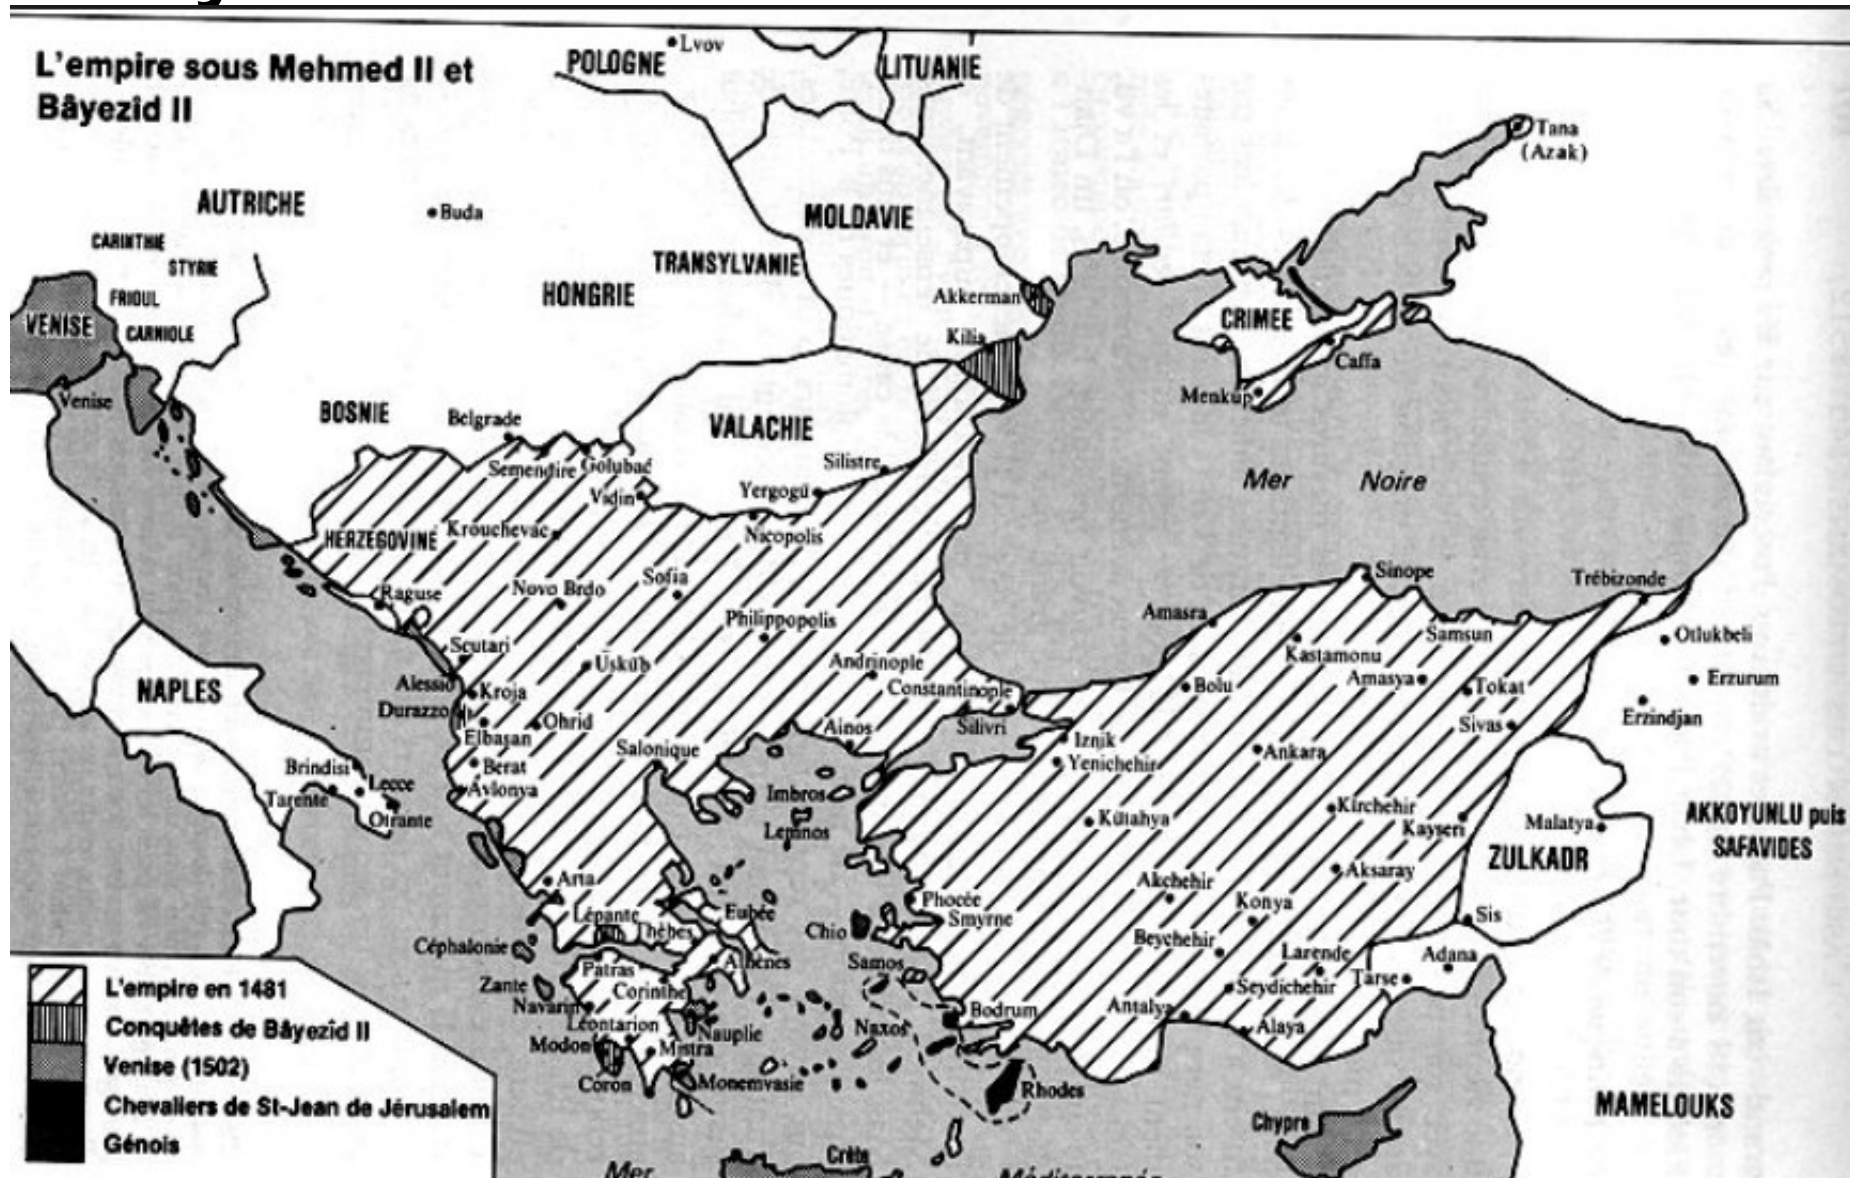 L'empire sous Mehmed II et
Bâyezîd II
POLOGNE
Lvov
LITUANIE
Tana
(Azak)
AUTRICHE
Buda
MOLDAVIE
CARINTHIE
STYRIE
TRANSYLVANIE
HONGRIE
FRIOUL
VENISE
CARNIOLE
Akkerman
CRIMEE
Kilia
Caffa
Menkup
Venise
BOSNIE
Belgrade
VALACHIE
Semendire
Golubac
Silistre
Vidin
Yergogü
Mer Noire
HERZEGOVINE
Krouchevac
Nicopolis
Raguse
Novo Brdo
Sofia
Sinope
Trébizonde
Philippopolis
Amasra
Samsun
Otlukbeli
Scutari
Usküb
Andrinople
Kastamonu
NAPLES
Alessio
Kroja
Constantinople
Bolu
Amasya
Tokat
Erzurum
Durazzo
Ohrid
Ainos
Silivri
Sivas
Erzindjan
Elbasan
Salonique
Iznik
Ankara
Brindisi
Berat
Yenichehir
Lecce
Avlonya
Imbros
Tarente
Otrante
Lemnos
Kütahya
Kirchehir
Kayseri
Malatya
AKKOYUNLU puis
SAFAVIDES
ZULKADR
Arta
Akchehir
Aksaray
Lépante
Eubée
Phocée
Konya
Thèbes
Chio
Smyrne
Sis
Céphalonie
Beychehir
Larende
Adana
Patras
Athènes
Samos
Tarse
Zante
Corinthe
Seydichehir
Navarin
Bodrum
Antalya
Léontarion
Nauplie
Naxos
Alaya
Modon
Mistra
Coron
Monemvasie
Rhodes
MAMELOUKS
Chypre
Crète
Mer Méditerranée
L'empire en 1481
Conquêtes de Bâyezîd II
Venise (1502)
Chevaliers de St-Jean de Jérusalem
Génois